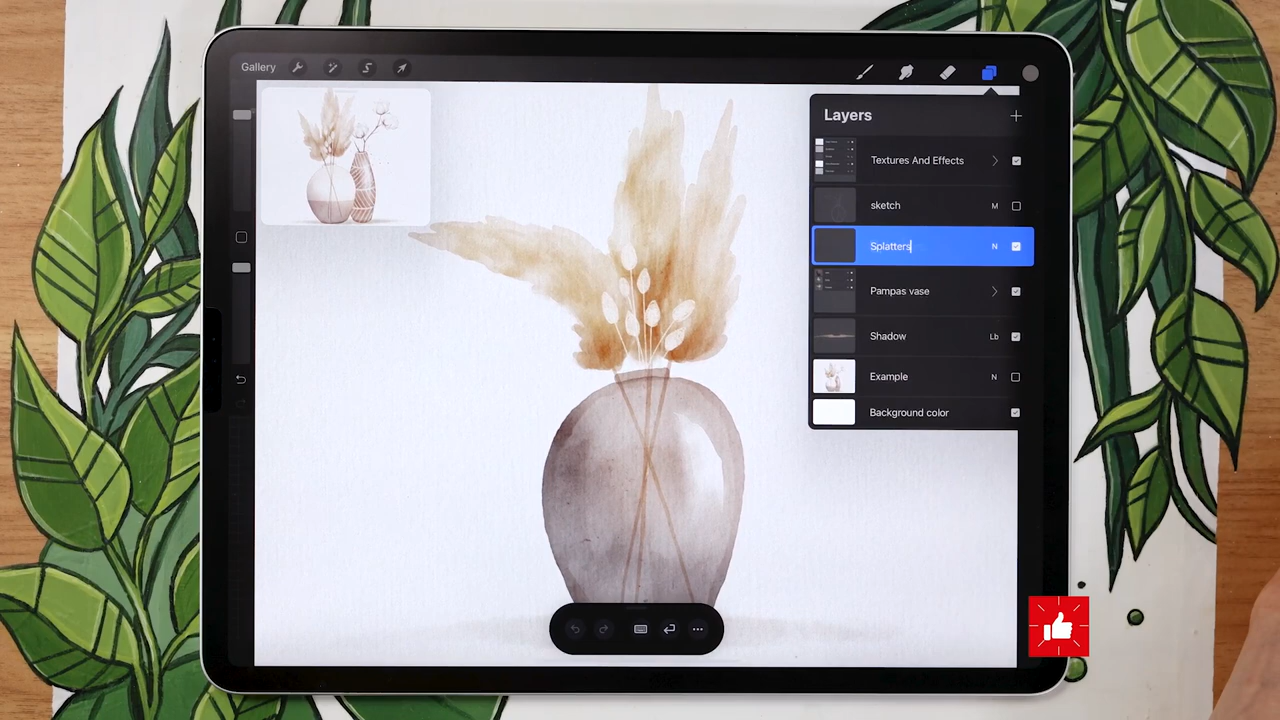 Gallery
Layers
Textures And Effects
sketch M
Splatters N
Pampas vase
Shadow Lb
Example N
Background color